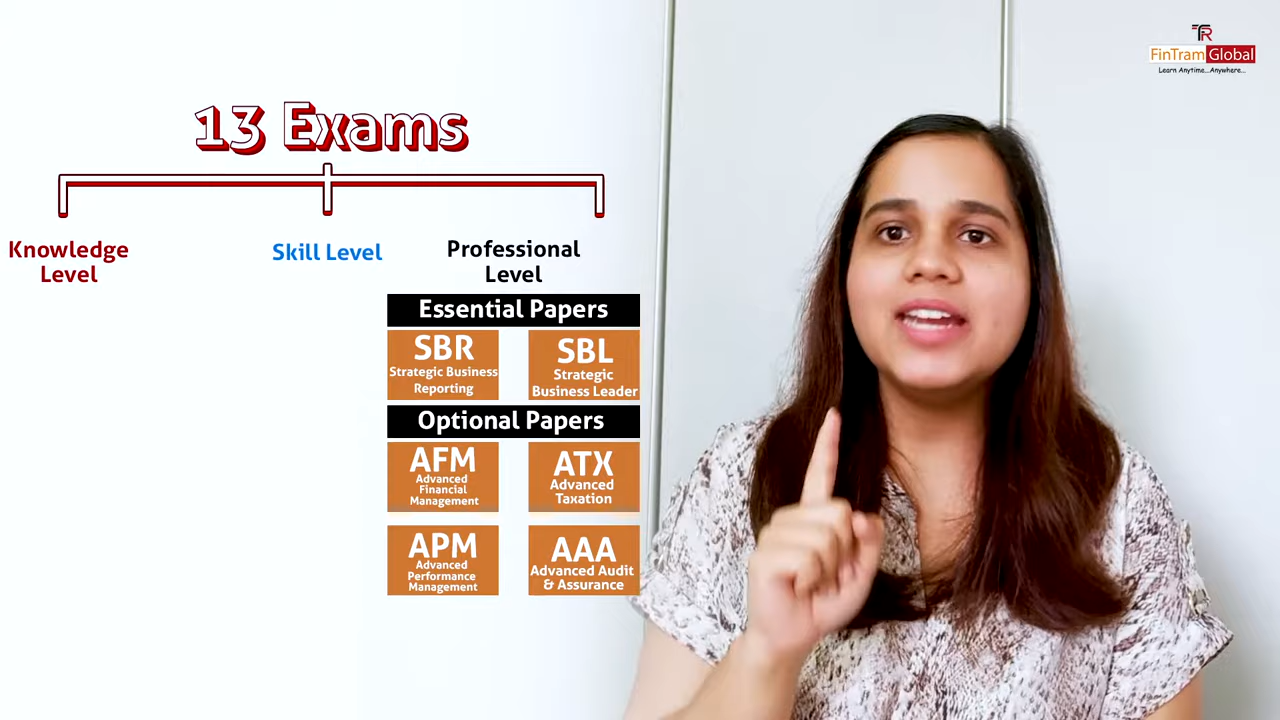 FinTram Global
Learn Anytime...Anywhere...
13 Exams
Knowledge
Level
Skill Level
Professional
Level
Essential Papers
SBR
Strategic Business
Reporting
SBL
Strategic
Business Leader
Optional Papers
AFM
Advanced
Financial
Management
ATX
Advanced
Taxation
APM
Advanced
Performance
Management
AAA
Advanced Audit
& Assurance